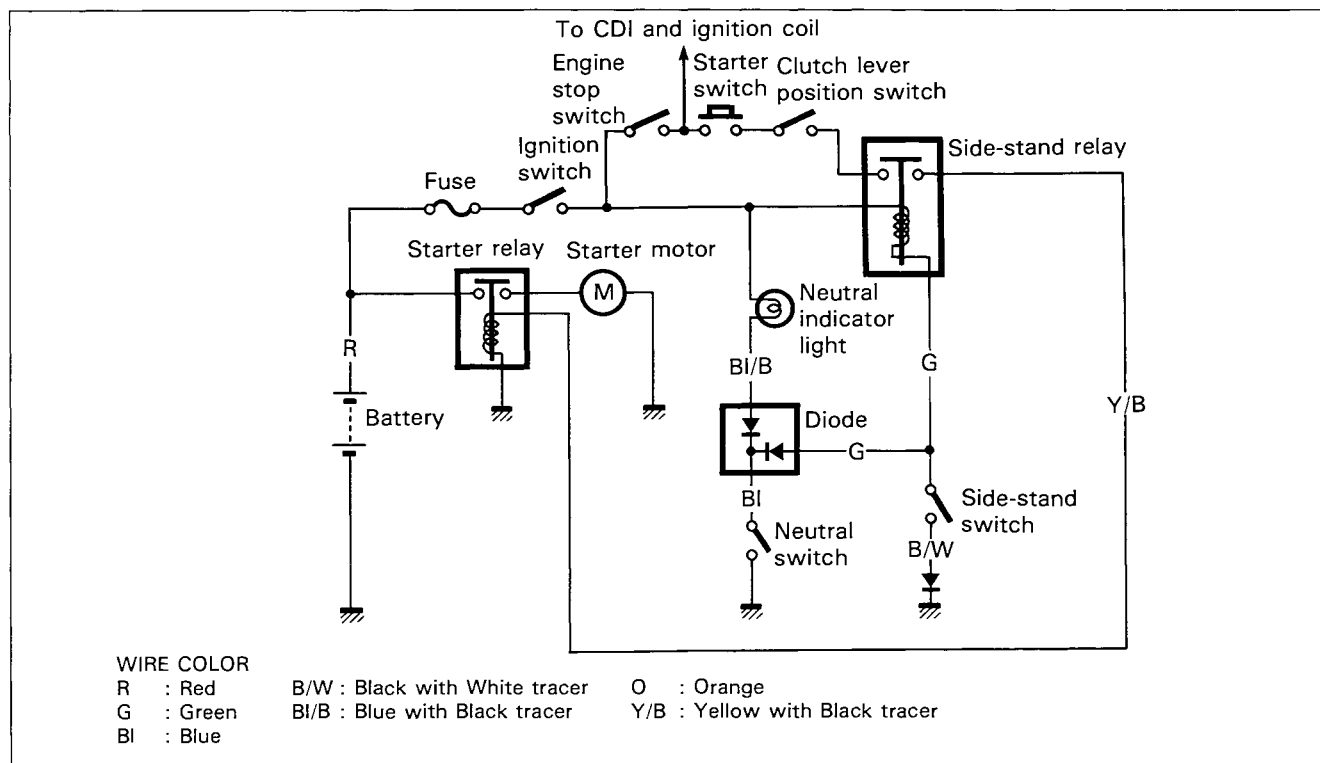 To CDI and ignition coil
Engine
stop
switch
Starter
switch
Clutch lever
position switch
Ignition
switch
Side-stand relay
Fuse
Starter relay
Starter motor
M
Neutral
indicator
light
R
Bl/B
G
Y/B
Battery
Diode
G
Bl
Neutral
switch
Side-stand
switch
B/W
WIRE COLOR
R : Red B/W : Black with White tracer O : Orange
G : Green Bl/B : Blue with Black tracer Y/B : Yellow with Black tracer
Bl : Blue